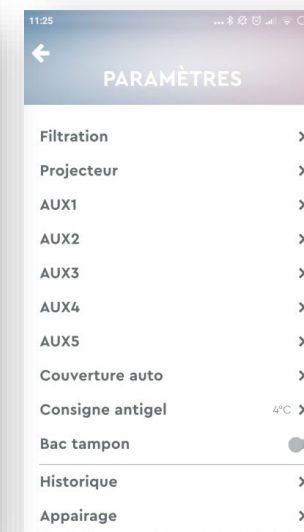 11:25
PARAMÈTRES
Filtration
Projecteur
AUX1
AUX2
AUX3
AUX4
AUX5
Couverture auto
Consigne antigel 4°C
Bac tampon
Historique
Appairage